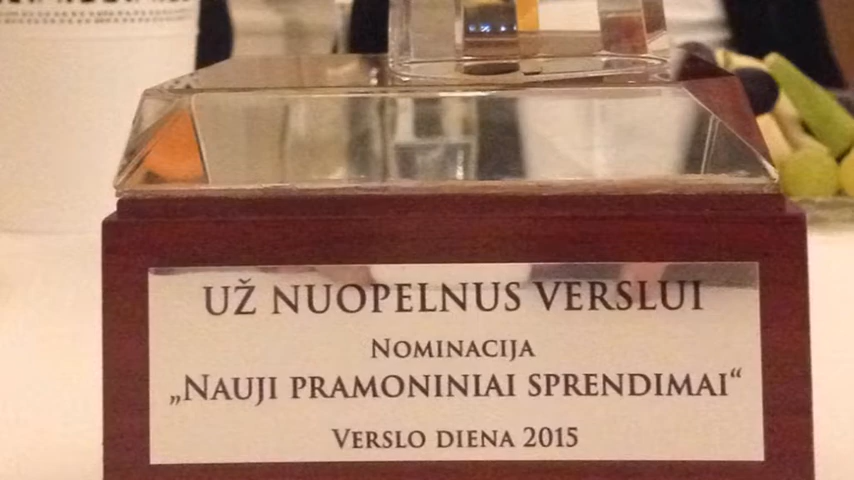 UŽ NUOPELNUS VERSLUI
NOMINACIJA
„NAUJI PRAMONINIAI SPRENDIMAI“
VERSLO DIENA 2015